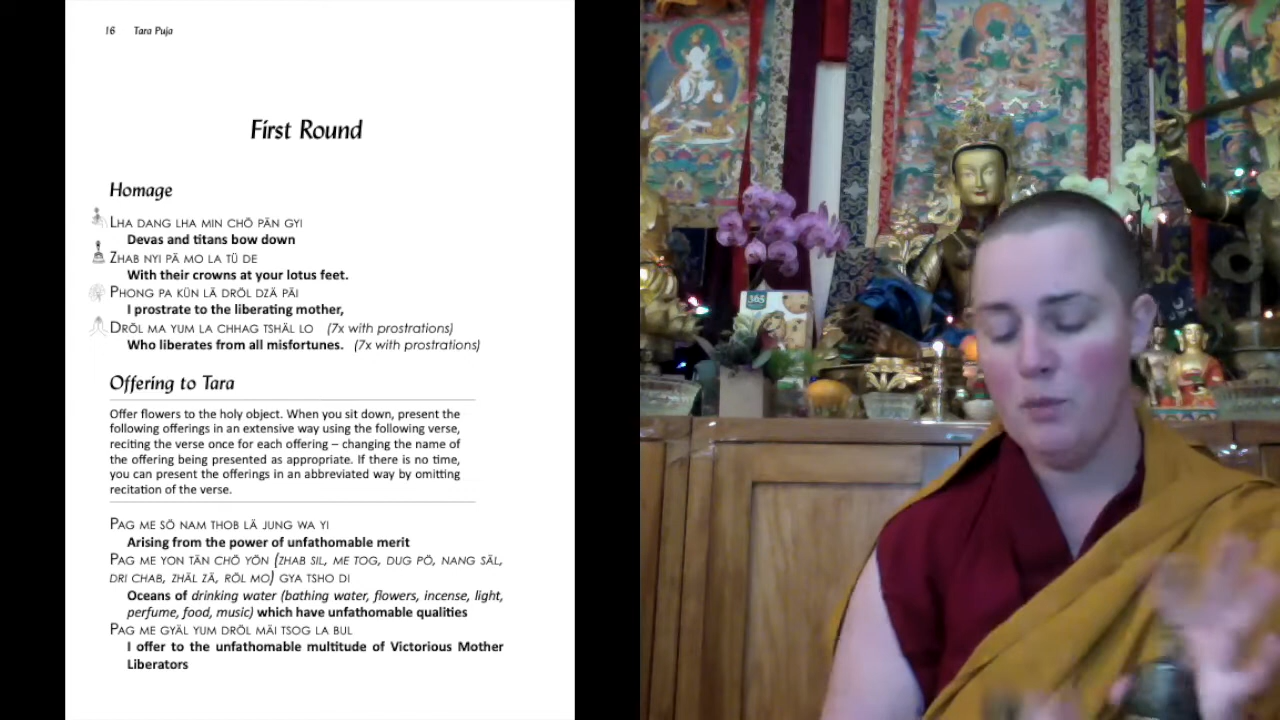 16 Tara Puja
First Round
Homage
LHA DANG LHA MIN CHÖ PÄN GYI
Devas and titans bow down
ZHAB NYI PÄ MO LA TÜ DE
With their crowns at your lotus feet.
PHONG PA KÜN LÄ DRÖL DZÄ PÄI
I prostrate to the liberating mother,
DRÖL MA YUM LA CHHAG TSHÄL LO (7x with prostrations)
Who liberates from all misfortunes. (7x with prostrations)
Offering to Tara
Offer flowers to the holy object. When you sit down, present the
following offerings in an extensive way using the following verse,
reciting the verse once for each offering – changing the name of
the offering being presented as appropriate. If there is no time,
you can present the offerings in an abbreviated way by omitting
recitation of the verse.
PAG ME SÖ NAM THOB LÄ JUNG WA YI
Arising from the power of unfathomable merit
PAG ME YON TÄN CHÖ YÖN (ZHAB SIL, ME TOG, DUG PÖ, NANG SÄL,
DRI CHAB, ZHÄL ZÄ, RÖL MO) GYA TSHO DI
Oceans of drinking water (bathing water, flowers, incense, light,
perfume, food, music) which have unfathomable qualities
PAG ME GYÄL YUM DRÖL MÄI TSOG LA BUL
I offer to the unfathomable multitude of Victorious Mother
Liberators
365